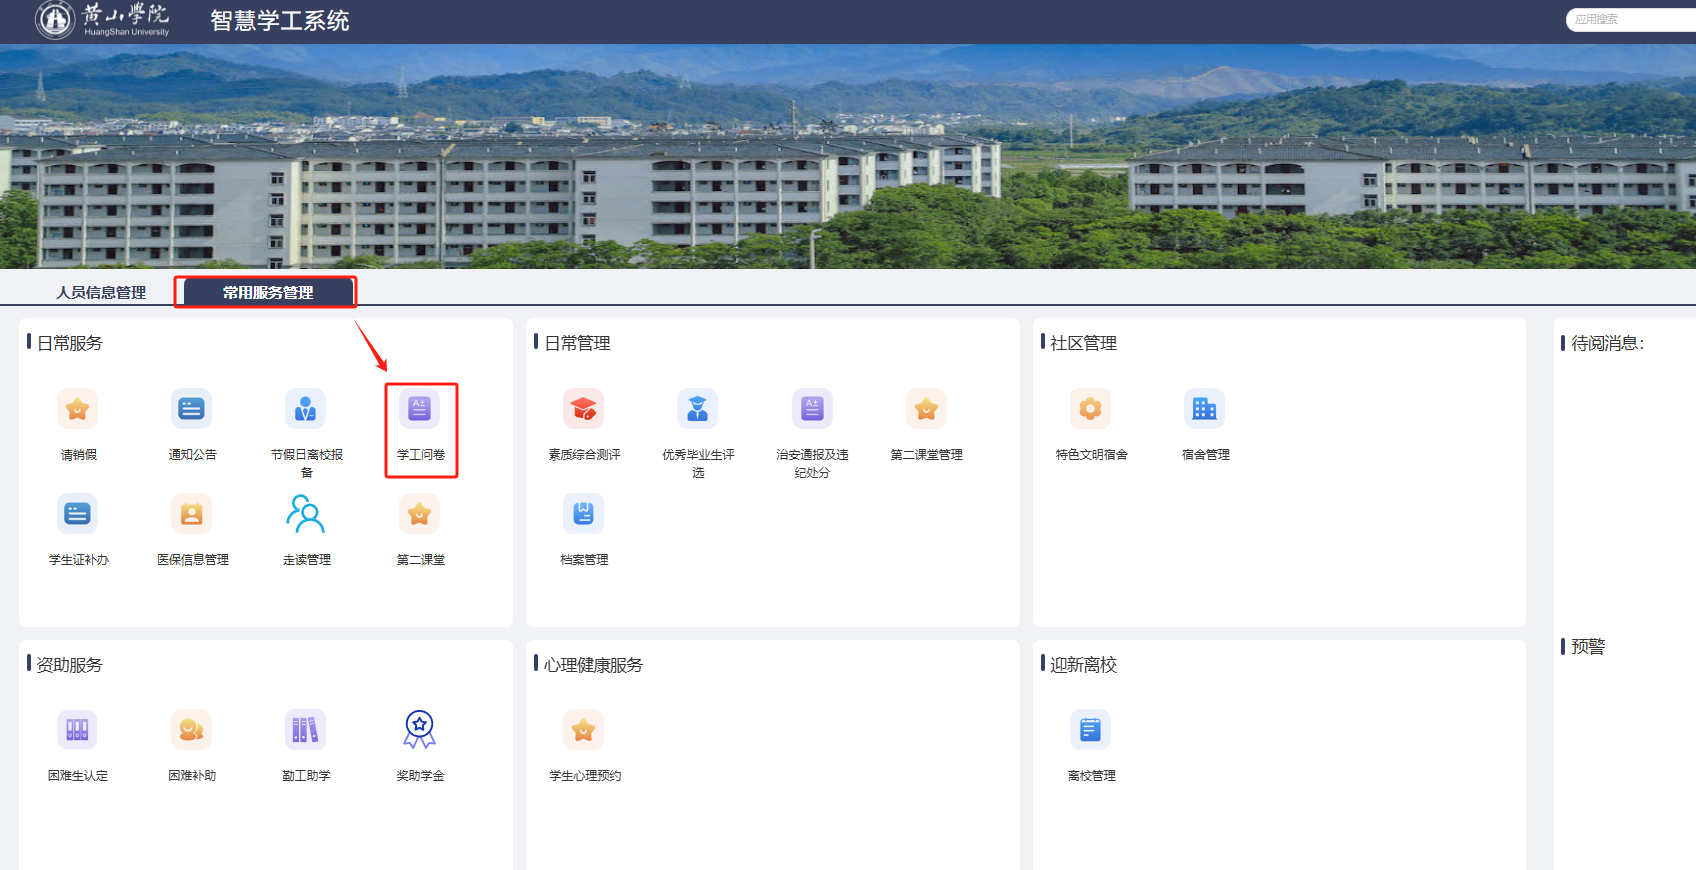 黄山学院
HuangShan University
智慧学工系统
应用搜索
人员信息管理
常用服务管理
日常服务
请销假
通知公告
节假日离校报
备
学工问卷
学生证补办
医保信息管理
走读管理
第二课堂
日常管理
素质综合测评
优秀毕业生评
选
治安通报及违
纪处分
第二课堂管理
档案管理
社区管理
特色文明宿舍
宿舍管理
待阅消息：
预警
资助服务
困难生认定
困难补助
勤工助学
奖助学金
心理健康服务
学生心理预约
迎新离校
离校管理